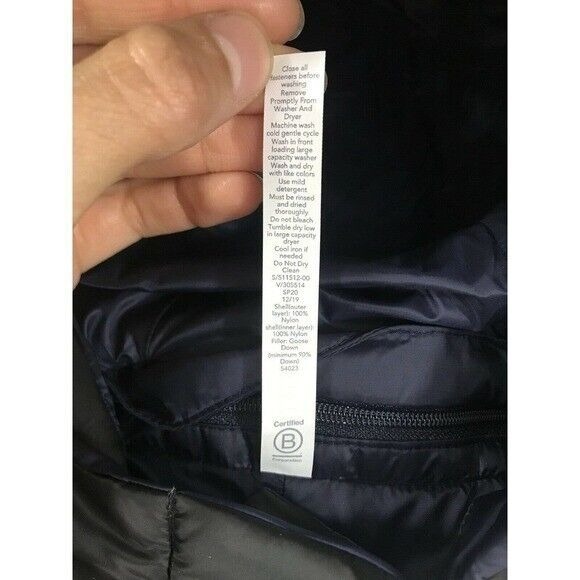 Close all
fasteners before
washing
Remove
Promptly From
Washer And
Dryer
Machine wash
cold gentle cycle
Wash in front
loading large
capacity washer
Wash and dry
with like colors
Use mild
detergent
Must be rinsed
and dried
thoroughly
Do not bleach
Tumble dry low
in large capacity
dryer
Cool iron if
needed
Do Not Dry
Clean
S/511512-00
V/305514
SP20
12/19
Shell(outer
layer): 100%
Nylon
shell(inner layer):
100% Nylon
Filler: Goose
Down
(minimum 90%
Down)
54023
Certified
B
Corporation